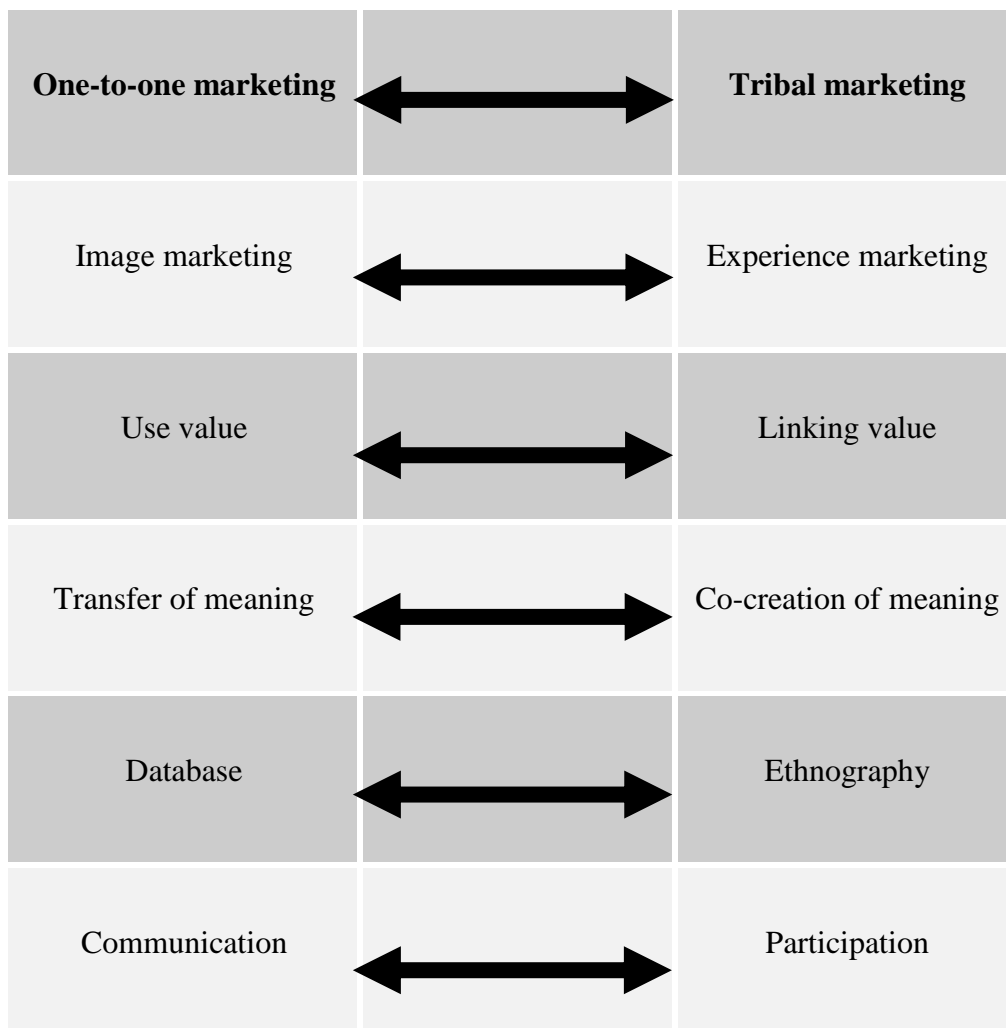 One-to-one marketing
Tribal marketing
Image marketing
Experience marketing
Use value
Linking value
Transfer of meaning
Co-creation of meaning
Database
Ethnography
Communication
Participation